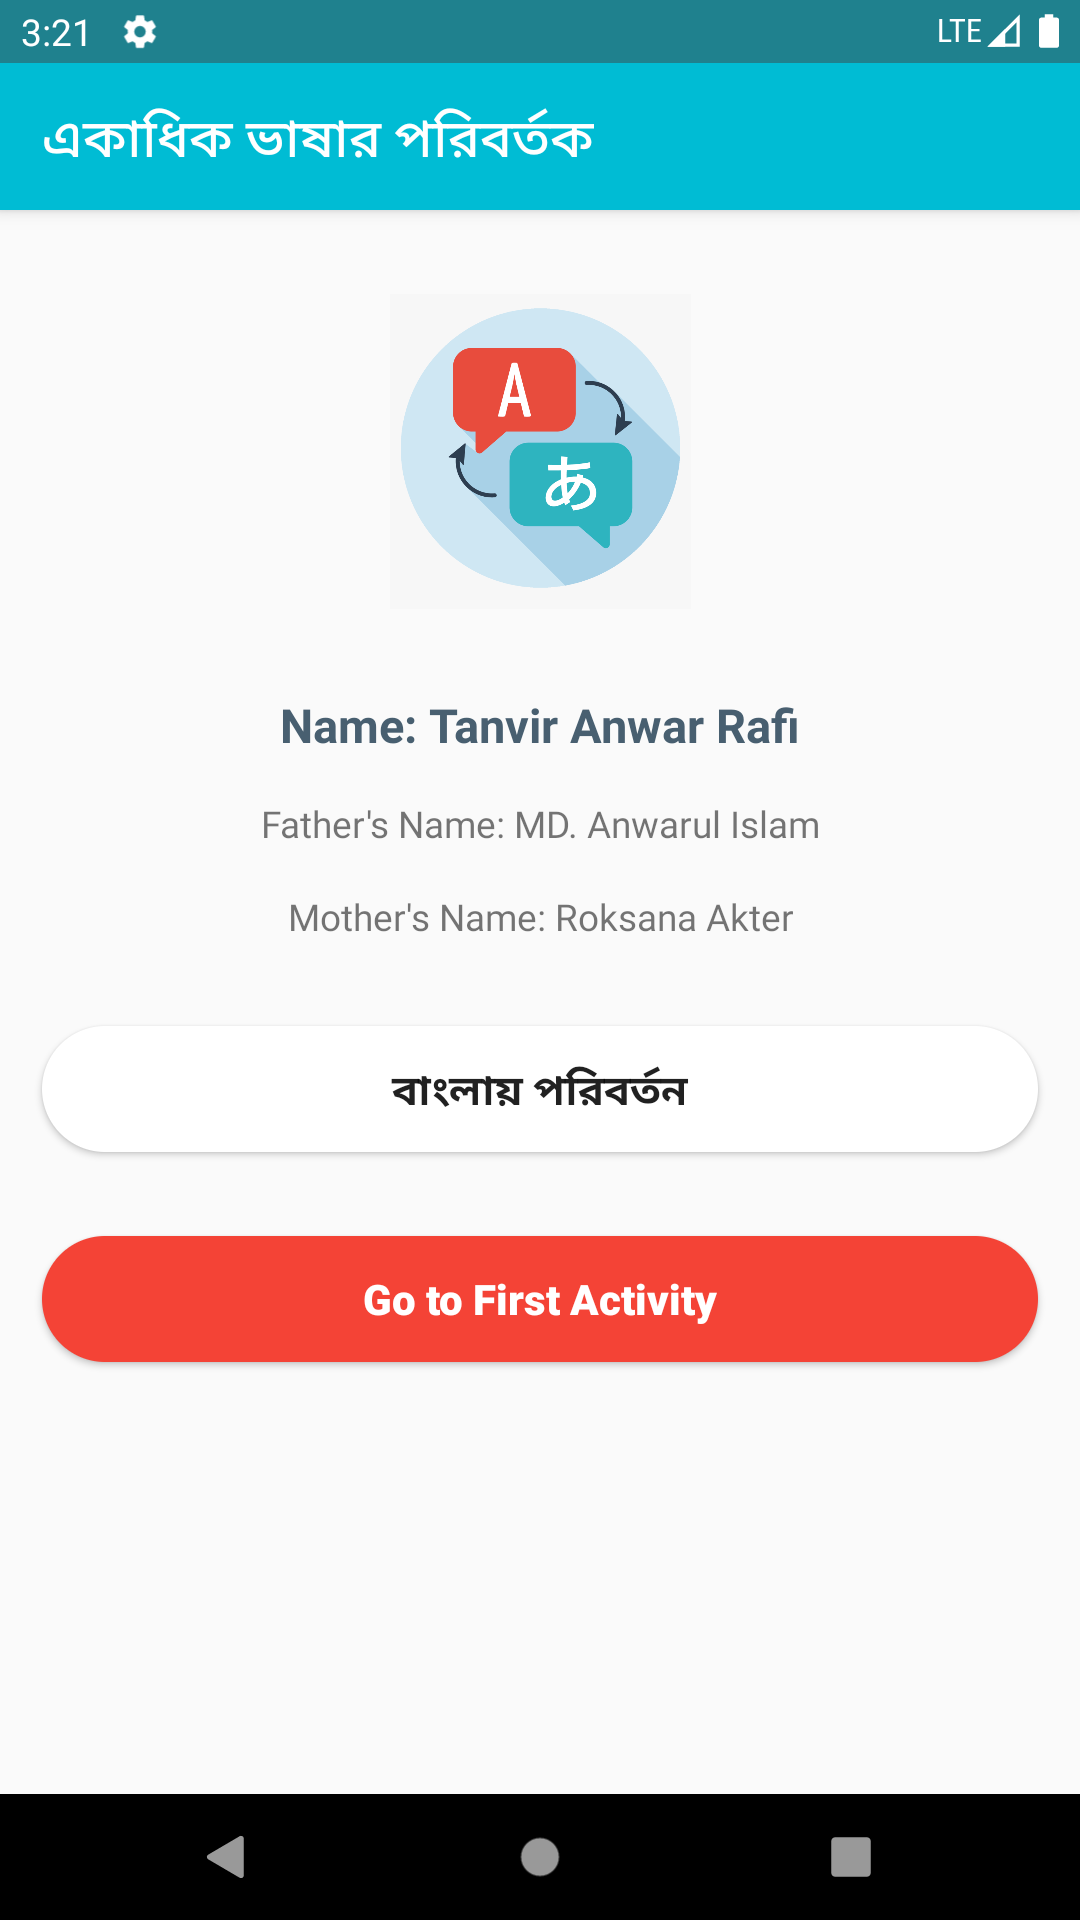 3:21
LTE
একাধিক ভাষার পরিবর্তক
A
あ
Name: Tanvir Anwar Rafi
Father's Name: MD. Anwarul Islam
Mother's Name: Roksana Akter
বাংলায় পরিবর্তন
Go to First Activity